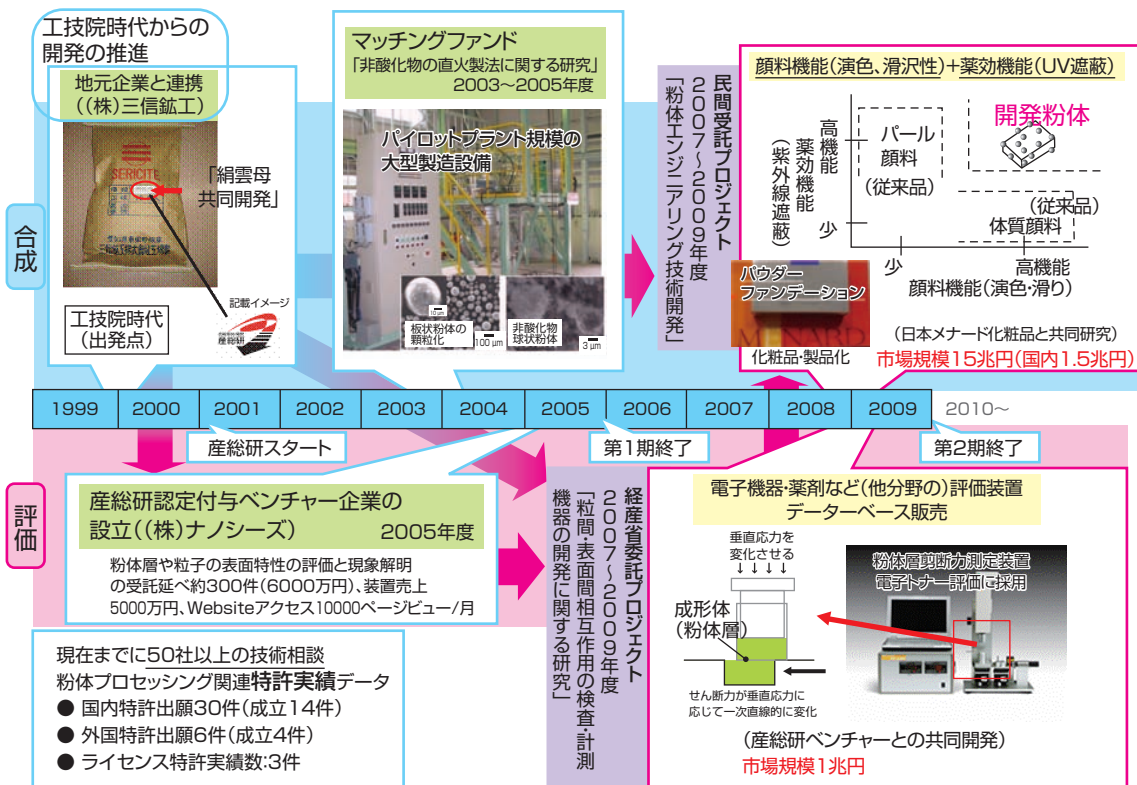 工技院時代からの
開発の推進
地元企業と連携
((株)三信鉱工)
SERICITE
「絹雲母
共同開発」
記載イメージ
産総研
工技院時代
(出発点)
合成
マッチングファンド
「非酸化物の直火製法に関する研究」
2003~2005年度
パイロットプラント規模の
大型製造設備
10 μm
板状粉体の
顆粒化
100 μm
非酸化物
球状粉体
3 μm
民間受託プロジェクト
2007~2009年度
「粉体エンジニアリング技術開発」
顔料機能(演色、滑沢性)+薬効機能(UV遮蔽)
高機能
薬効機能
(紫外線遮蔽)
少
パール
顔料
(従来品)
開発粉体
(従来品)
体質顔料
少
高機能
顔料機能(演色・滑り)
パウダー
ファンデーション
化粧品・製品化
(日本メナード化粧品と共同研究)
市場規模15兆円(国内1.5兆円)
1999
2000
2001
2002
2003
2004
2005
2006
2007
2008
2009
2010~
産総研スタート
第1期終了
第2期終了
評価
産総研認定付与ベンチャー企業の
設立((株)ナノシーズ) 2005年度
粉体層や粒子の表面特性の評価と現象解明
の受託延べ約300件(6000万円)、装置売上
5000万円、Websiteアクセス10000ページビュー/月
現在までに50社以上の技術相談
粉体プロセッシング関連特許実績データ
● 国内特許出願30件(成立14件)
● 外国特許出願6件(成立4件)
● ライセンス特許実績数:3件
経産省委託プロジェクト
2007~2009年度
「粒間・表面間相互作用の検査・計測
機器の開発に関する研究」
電子機器・薬剤など(他分野の)評価装置
データーベース販売
垂直応力を
変化させる
成形体
(粉体層)
せん断力が垂直応力に
応じて一次直線的に変化
粉体層剪断力測定装置
電子トナー評価に採用
(産総研ベンチャーとの共同開発)
市場規模1兆円